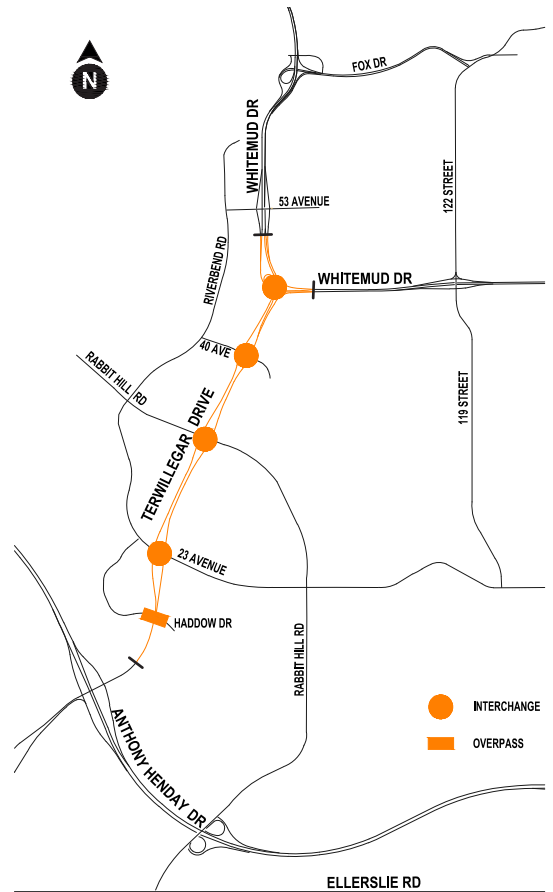 N
FOX DR
WHITEMUD DR
53 AVENUE
122 STREET
RIVERBEND RD
WHITEMUD DR
40 AVE
RABBIT HILL RD
TERWILLEGAR DRIVE
119 STREET
23 AVENUE
HADDOW DR
RABBIT HILL RD
INTERCHANGE
ANTHONY HENDAY DR
OVERPASS
ELLERSLIE RD